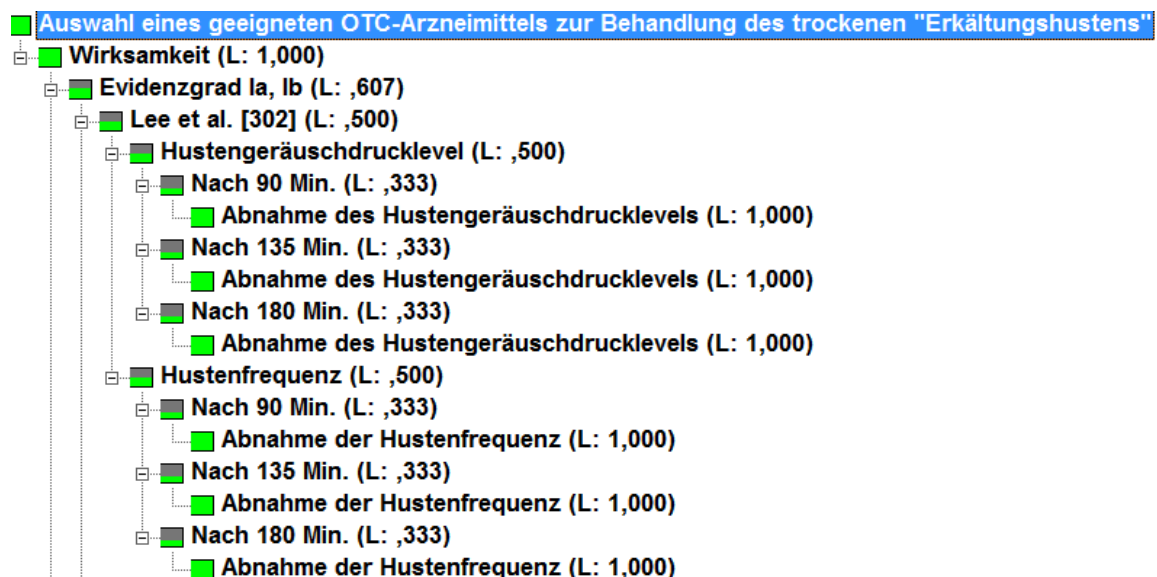 Auswahl eines geeigneten OTC-Arzneimittels zur Behandlung des trockenen "Erkältungshustens"
Wirksamkeit (L: 1,000)
Evidenzgrad Ia, Ib (L: ,607)
Lee et al. [302] (L: ,500)
Hustengeräuschdrucklevel (L: ,500)
Nach 90 Min. (L: ,333)
Abnahme des Hustengeräuschdrucklevels (L: 1,000)
Nach 135 Min. (L: ,333)
Abnahme des Hustengeräuschdrucklevels (L: 1,000)
Nach 180 Min. (L: ,333)
Abnahme des Hustengeräuschdrucklevels (L: 1,000)
Hustenfrequenz (L: ,500)
Nach 90 Min. (L: ,333)
Abnahme der Hustenfrequenz (L: 1,000)
Nach 135 Min. (L: ,333)
Abnahme der Hustenfrequenz (L: 1,000)
Nach 180 Min. (L: ,333)
Abnahme der Hustenfrequenz (L: 1,000)